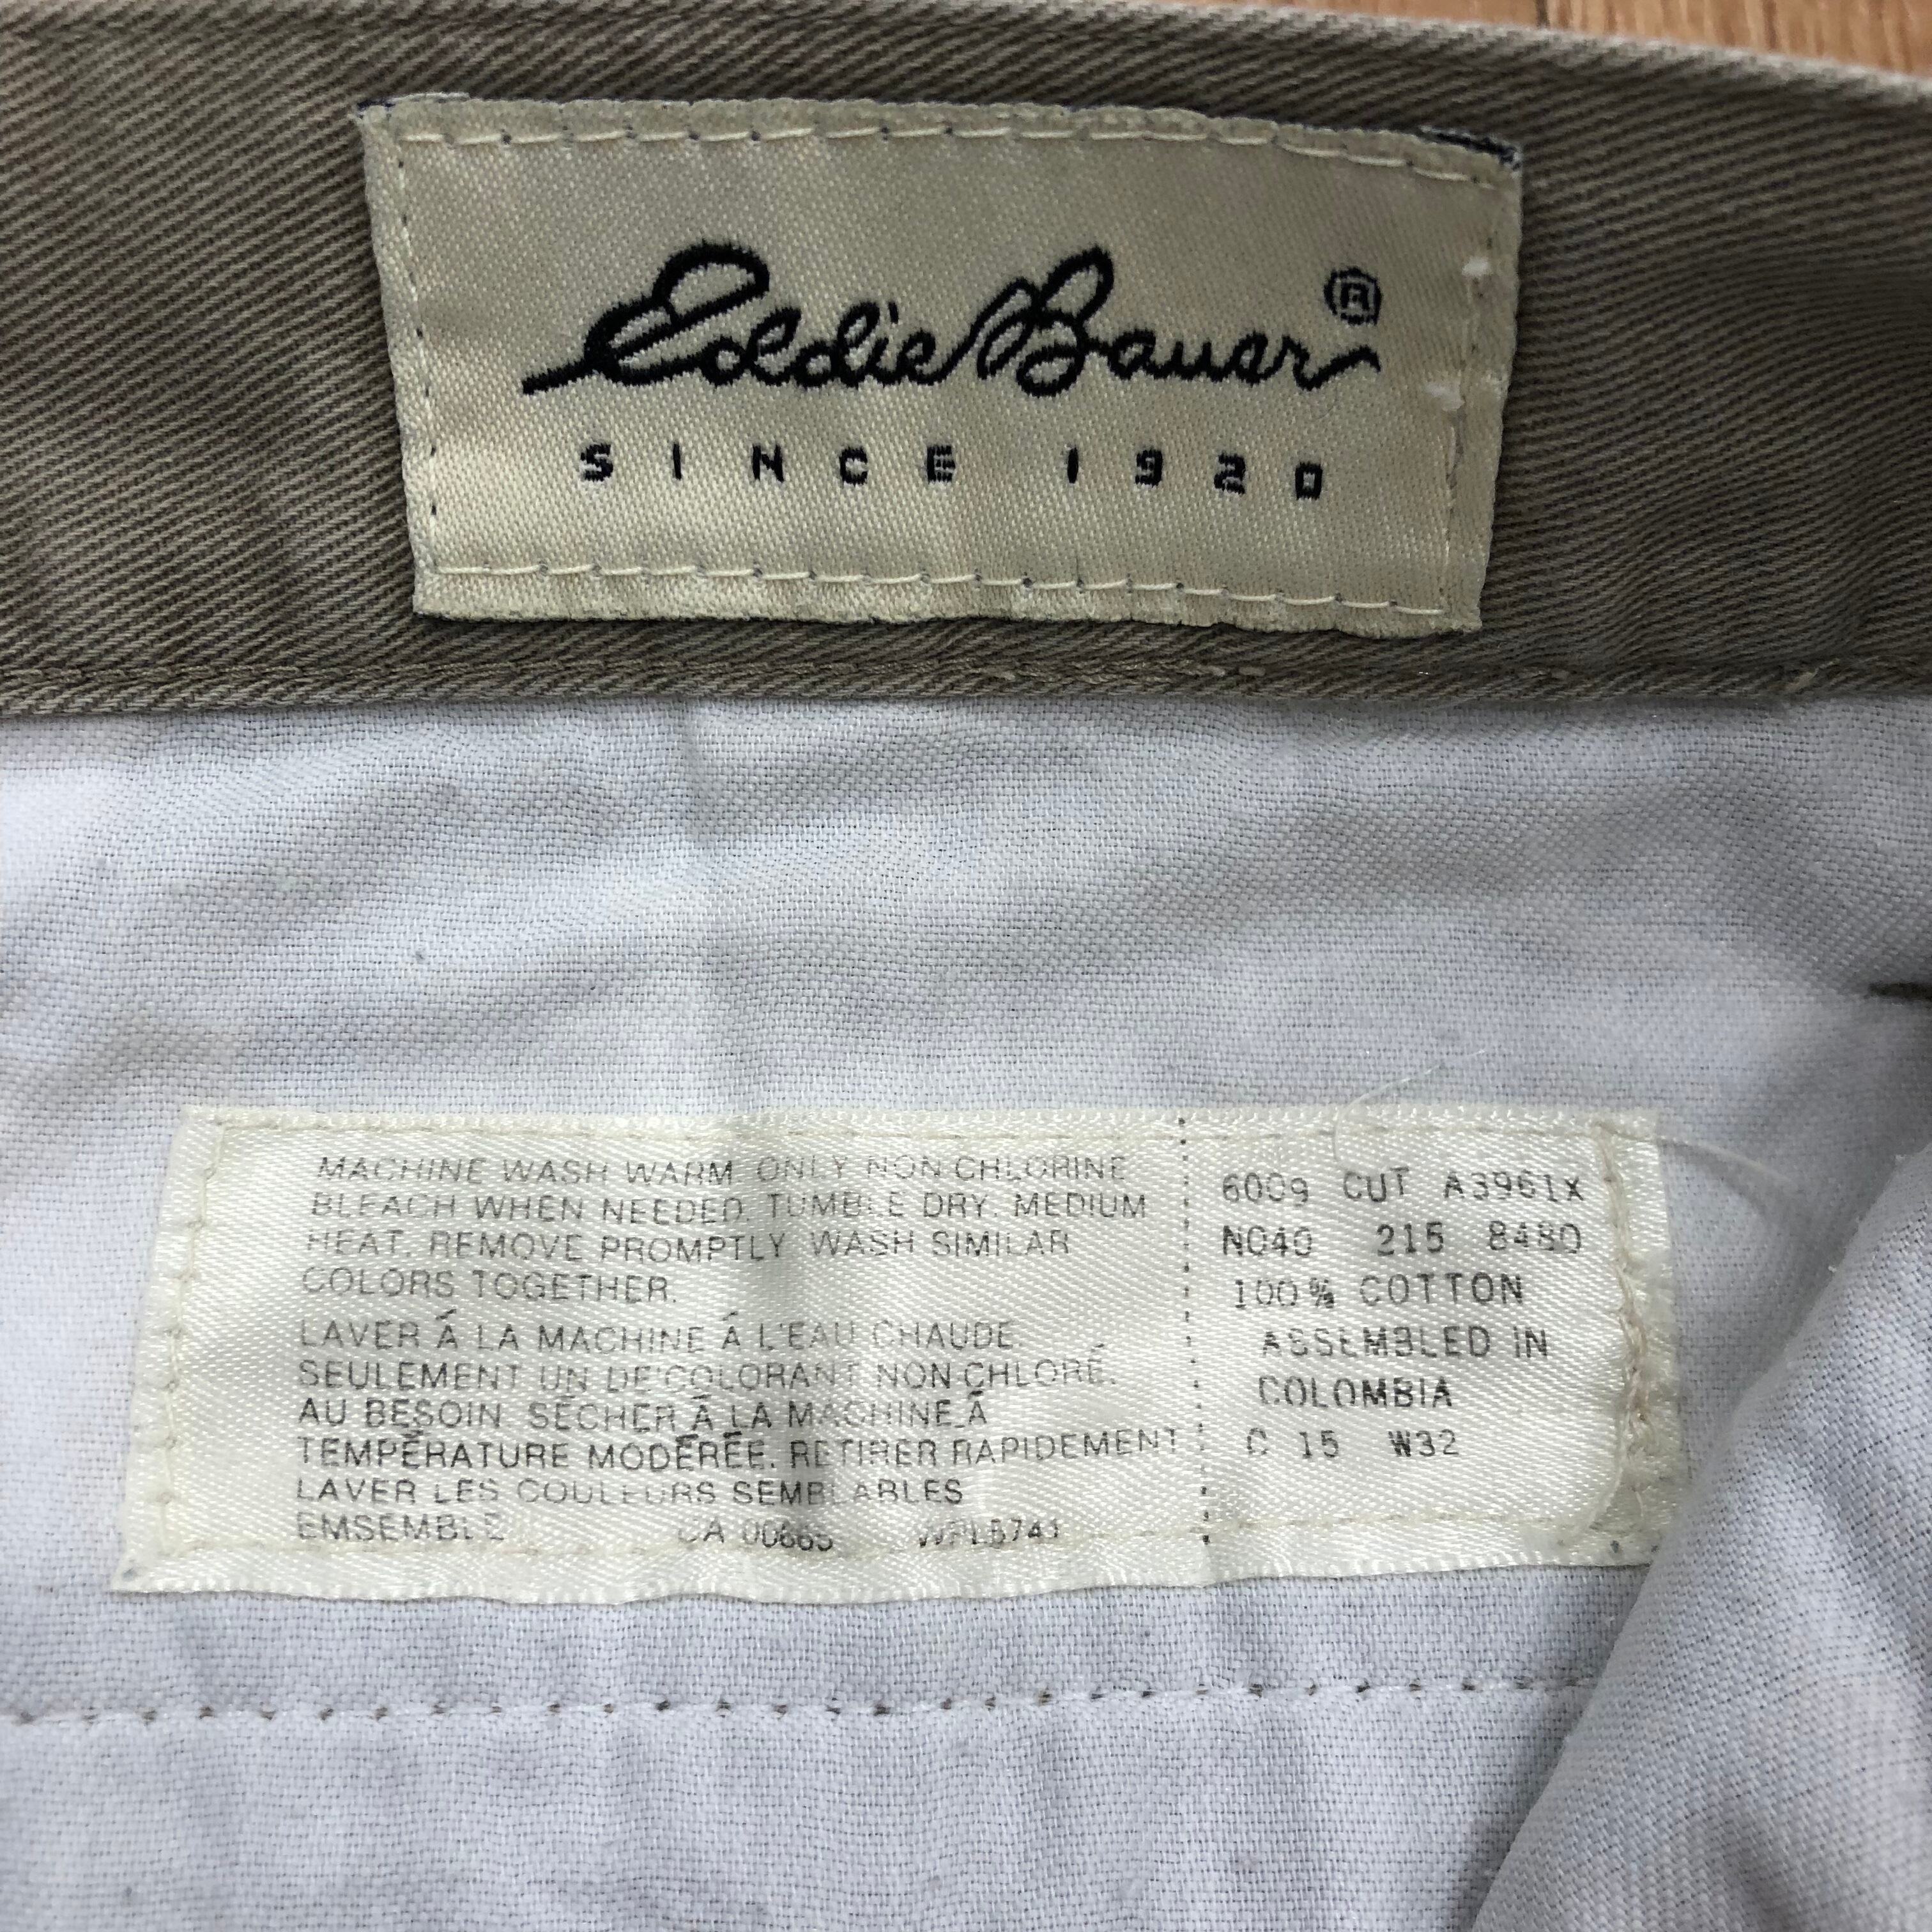 Eddie Bauer®
SINCE 1920
MACHINE WASH WARM ONLY NON-CHLORINE
BLEACH WHEN NEEDED. TUMBLE DRY. MEDIUM
HEAT. REMOVE PROMPTLY WASH SIMILAR
COLORS TOGETHER.
LAVER Á LA MACHINE Á L'EAU CHAUDE.
SEULEMENT UN DE'COLORANT NON-CHLORÉ.
AU BESOIN SÉCHER Á LA MACHINE Á
TEMPÉRATURE MODÉRÉE. RETIRER RAPIDEMENT
LAVER LES COULEURS SEMBLABLES
EMSEMBLE CA 00665
6009 CUT A3961X
N040 215 8480
100% COTTON
ASSEMBLED IN
COLOMBIA
C 15 W32